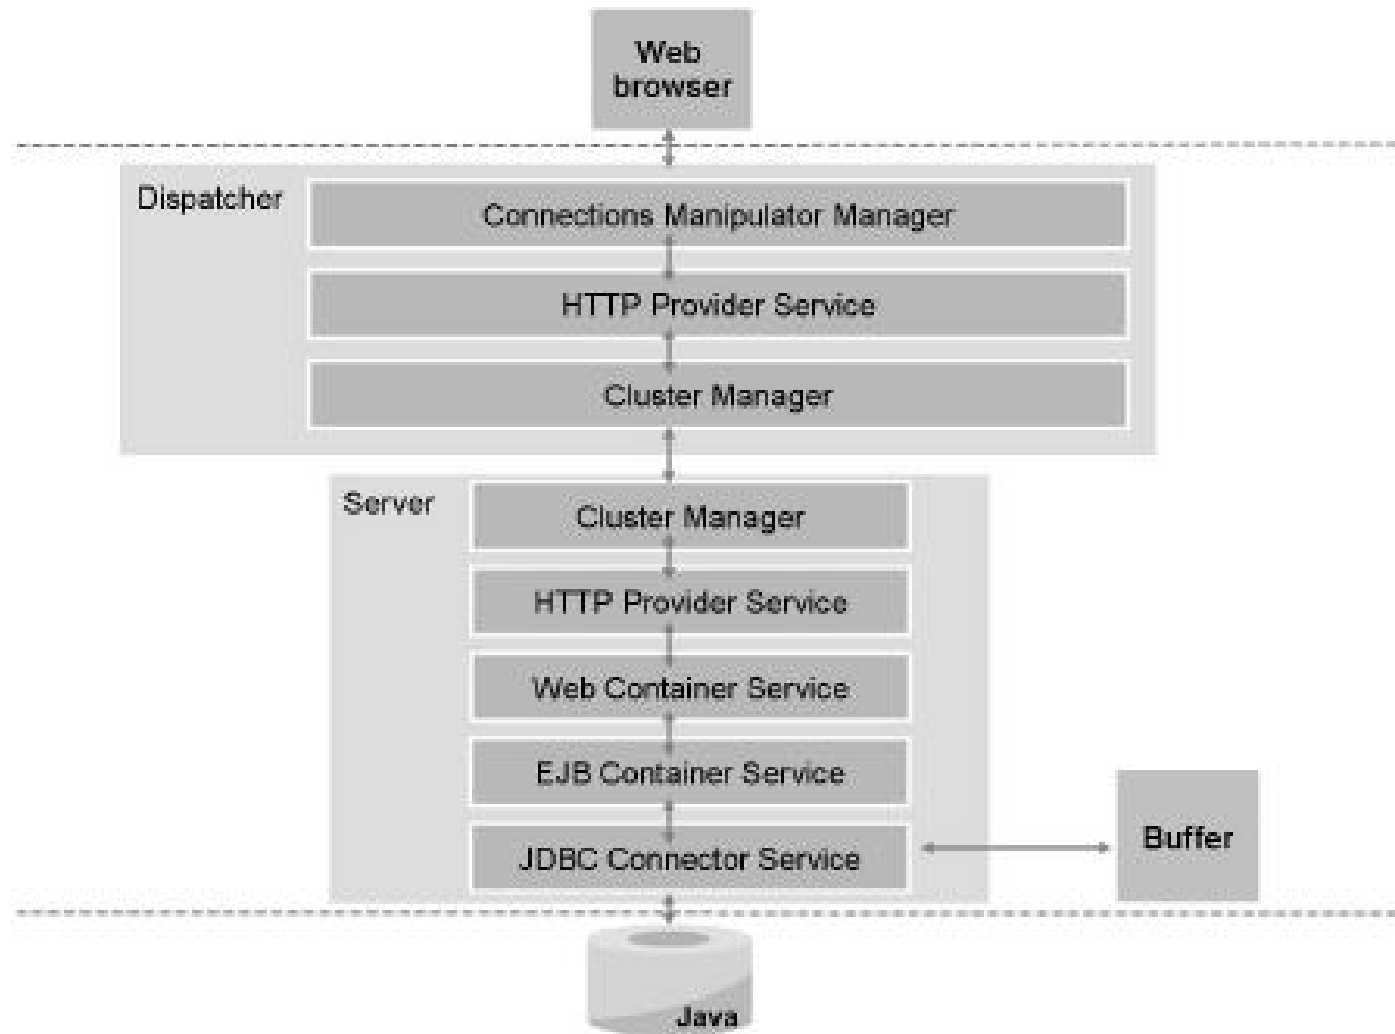 Web
browser
Dispatcher
Connections Manipulator Manager
HTTP Provider Service
Cluster Manager
Server
Cluster Manager
HTTP Provider Service
Web Container Service
EJB Container Service
JDBC Connector Service
Buffer
Java